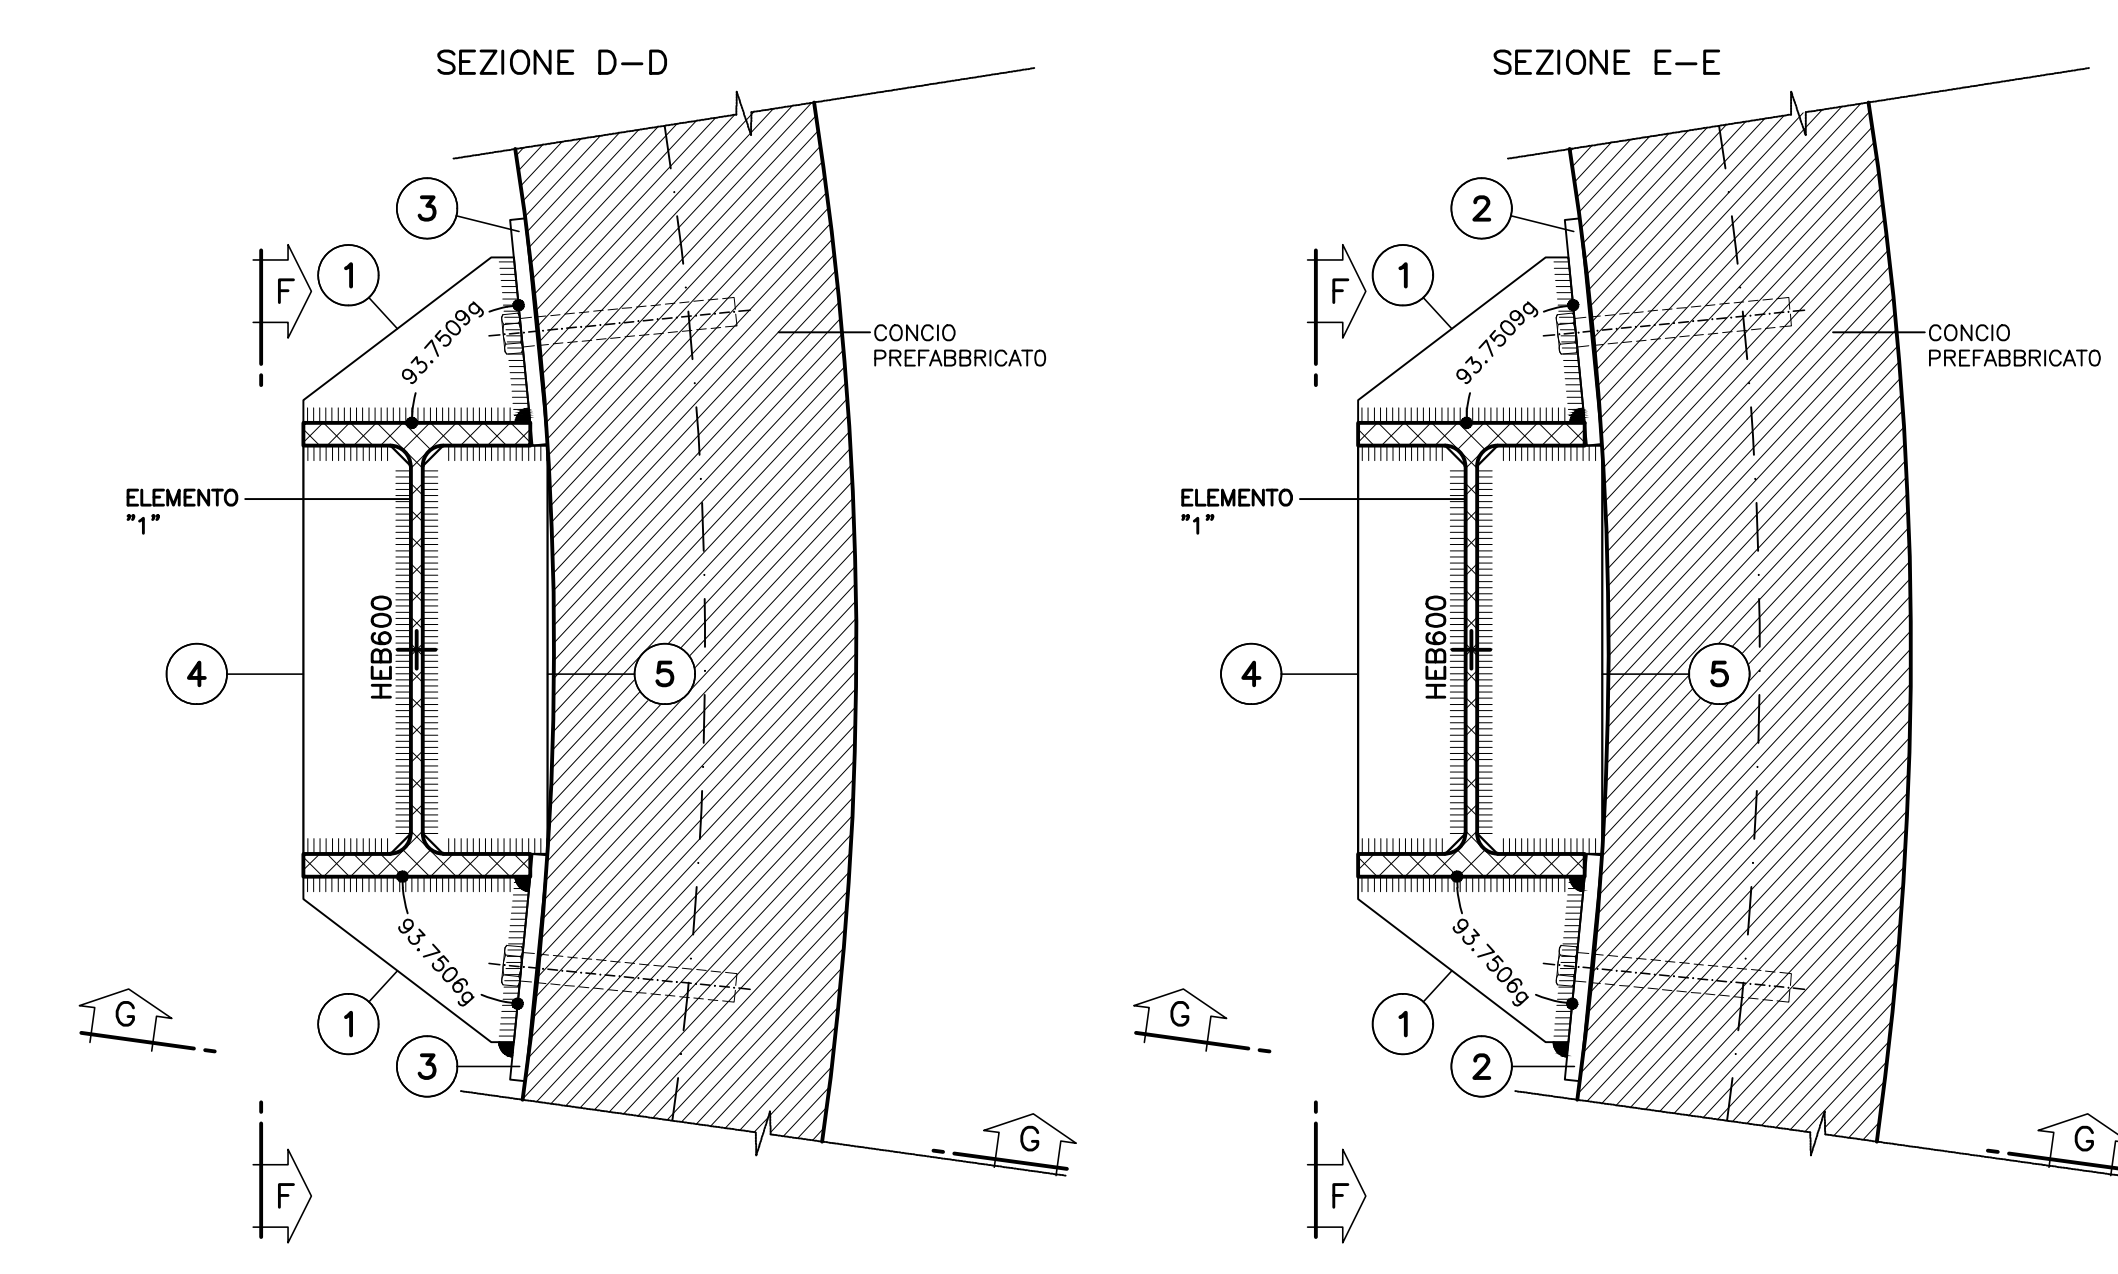 SEZIONE D-D
SEZIONE E-E
3
2
1
F
1
F
93.7509g
93.7509g
CONCIO
PREFABBRICATO
CONCIO
PREFABBRICATO
ELEMENTO
"1"
ELEMENTO
"1"
HEB600
HEB600
4
5
4
5
93.7506g
93.7506g
G
1
G
1
3
2
G
G
F
F